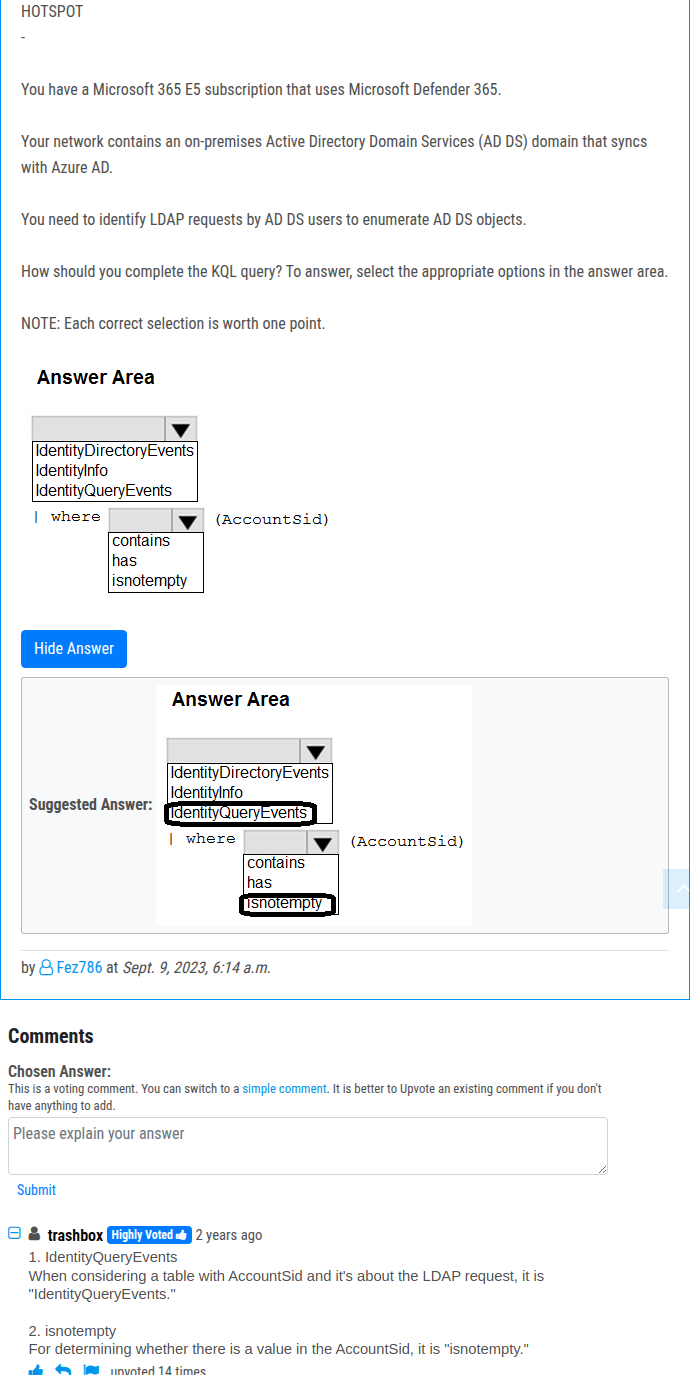 HOTSPOT
-
You have a Microsoft 365 E5 subscription that uses Microsoft Defender 365.
Your network contains an on-premises Active Directory Domain Services (AD DS) domain that syncs
with Azure AD.
You need to identify LDAP requests by AD DS users to enumerate AD DS objects.
How should you complete the KQL query? To answer, select the appropriate options in the answer area.
NOTE: Each correct selection is worth one point.
Answer Area
IdentityDirectoryEvents
IdentityInfo
IdentityQueryEvents
| where (AccountSid)
contains
has
isnotempty
Hide Answer
Suggested Answer:
Answer Area
IdentityDirectoryEvents
IdentityInfo
IdentityQueryEvents
| where (AccountSid)
contains
has
isnotempty
by Fez786 at Sept. 9, 2023, 6:14 a.m.
Comments
Chosen Answer:
This is a voting comment. You can switch to a simple comment. It is better to Upvote an existing comment if you don't
have anything to add.
Please explain your answer
Submit
trashbox Highly Voted 2 years ago
1. IdentityQueryEvents
When considering a table with AccountSid and it's about the LDAP request, it is
"IdentityQueryEvents."
2. isnotempty
For determining whether there is a value in the AccountSid, it is "isnotempty."
upvoted 14 times